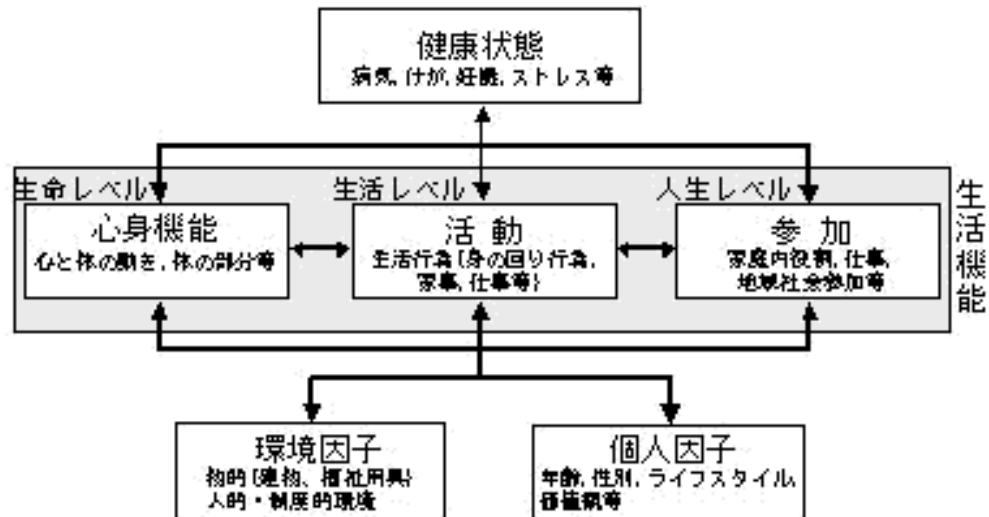 健康状態
病気, けが, 妊娠, ストレス等
生命レベル
生活レベル
人生レベル
生活機能
心身機能
心と体の動き, 体の部分等
活 動
生活行為(身の回り行為,
家事, 仕事等)
参 加
家庭内役割, 仕事,
地域社会参加等
環境因子
物的(建物、福祉用具)
人的・制度的環境
個人因子
年齢, 性別, ライフスタイル,
価値観等